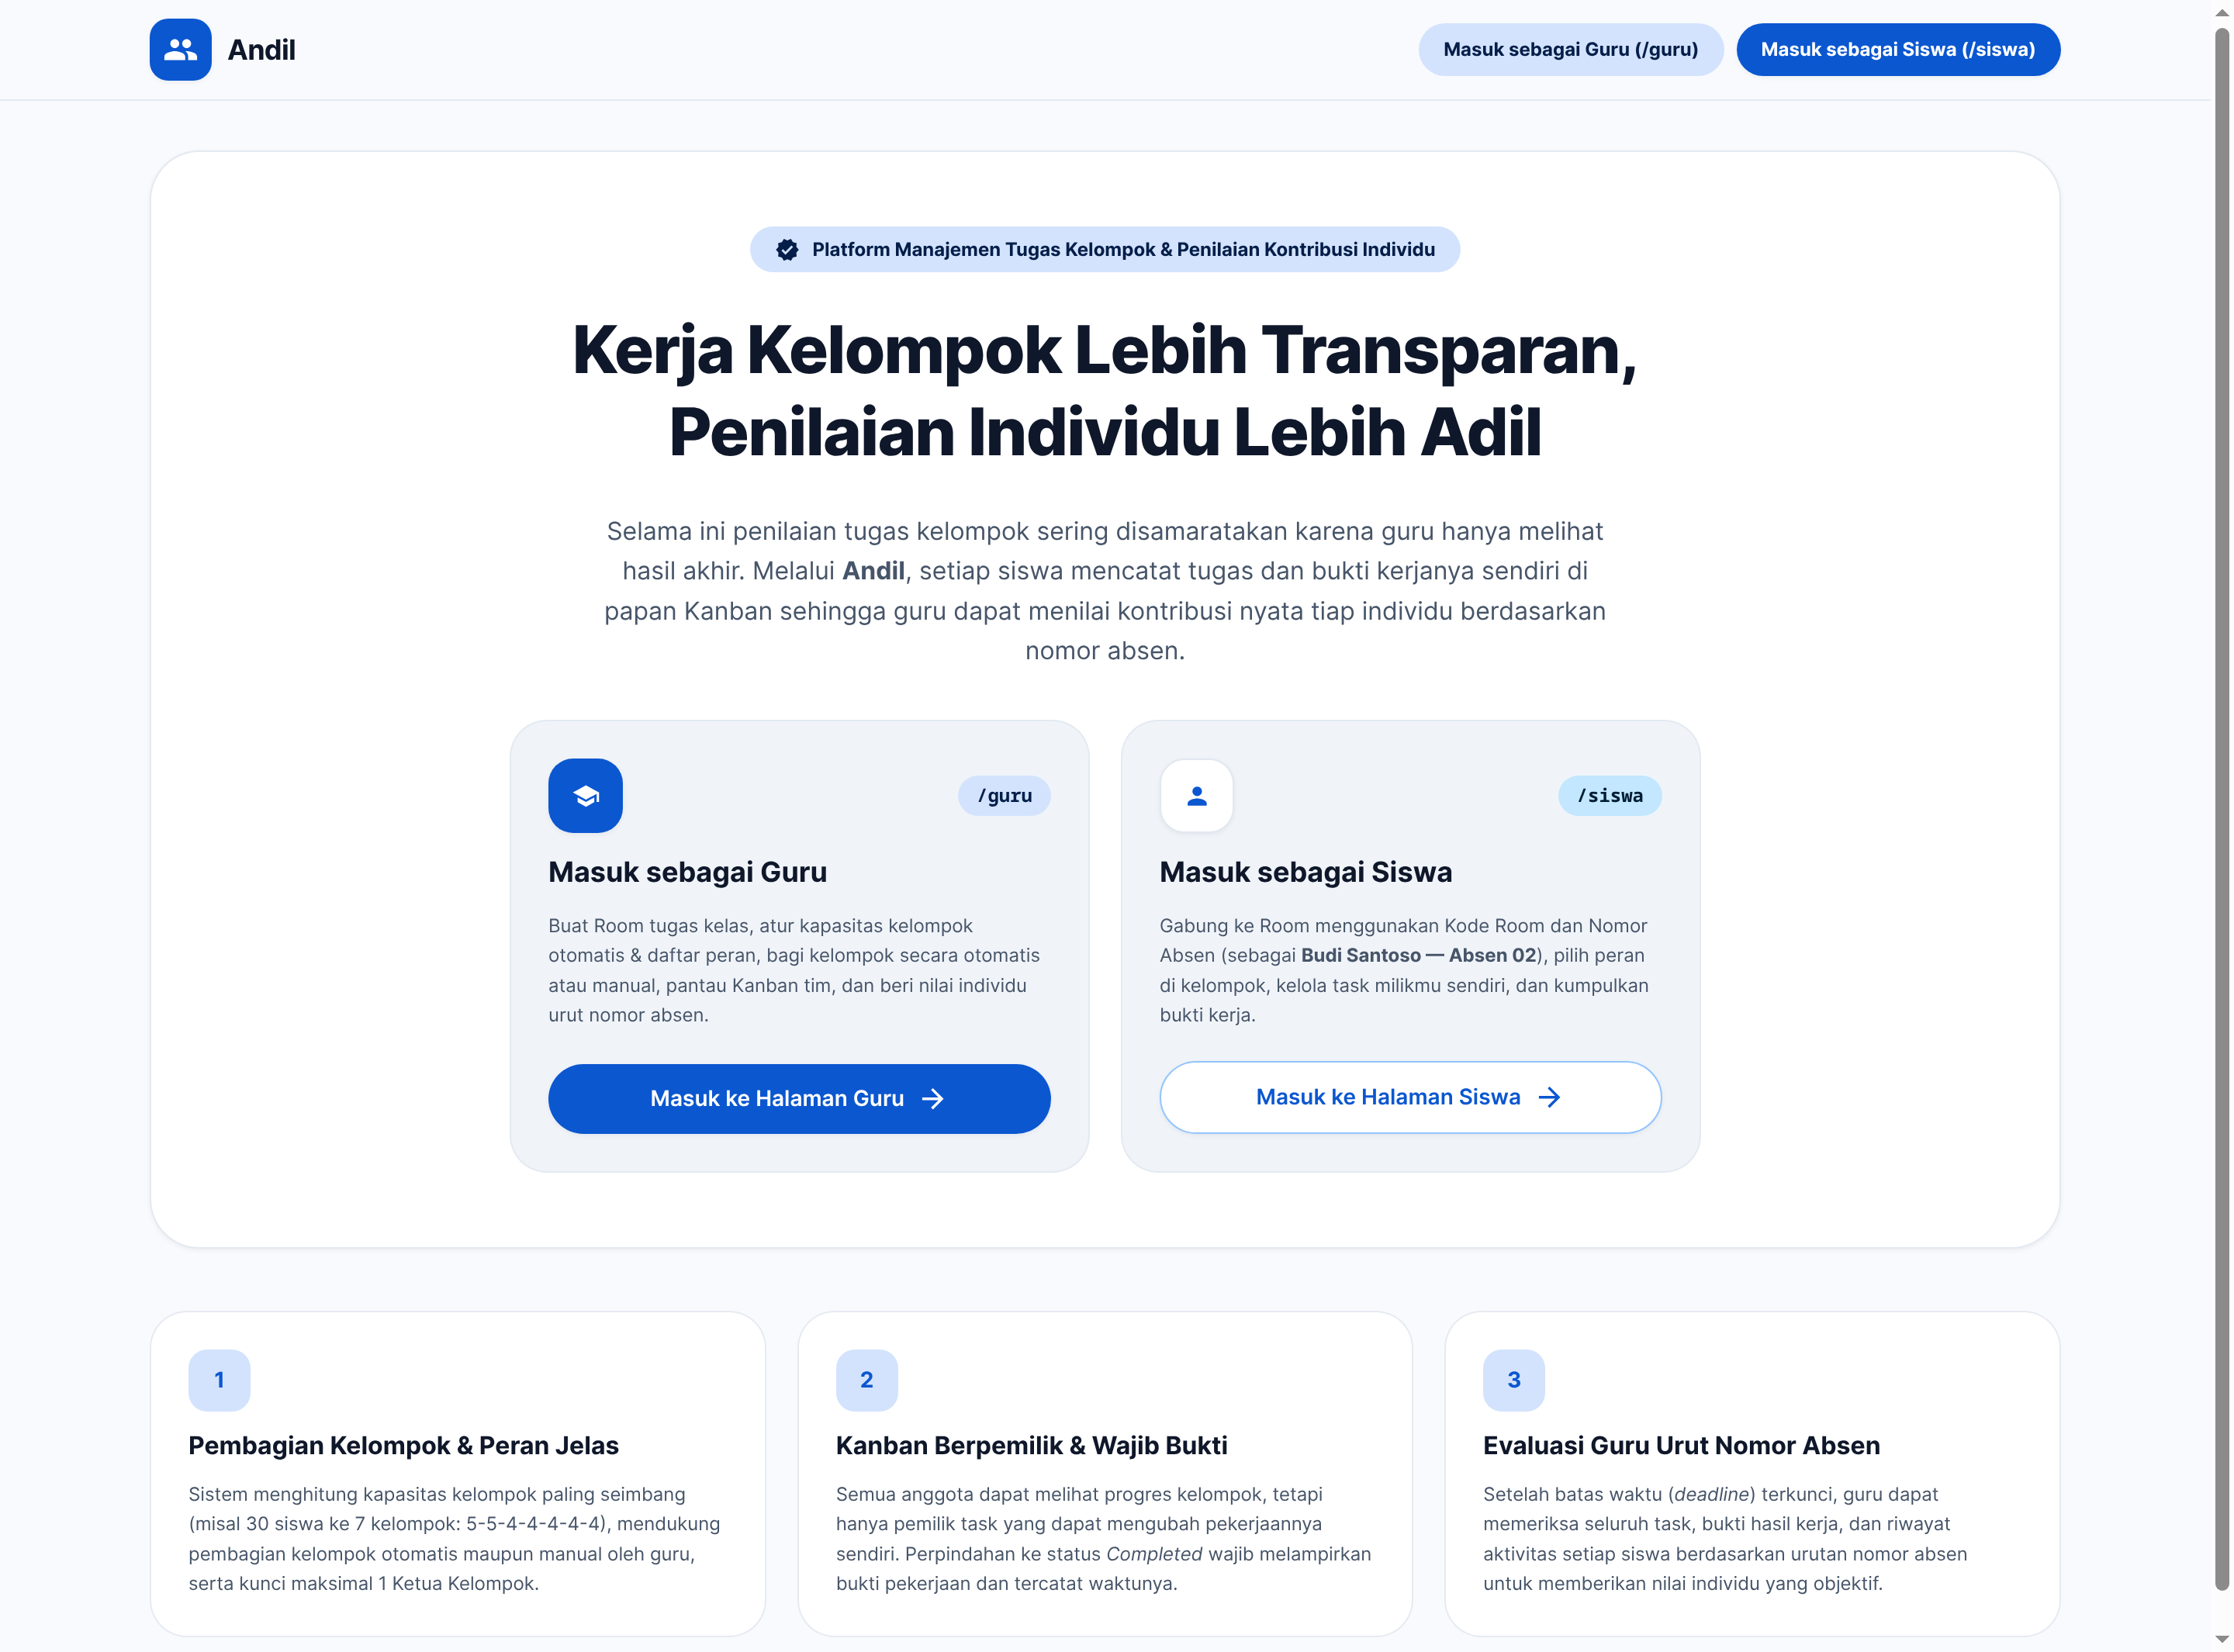 Andil
Masuk sebagai Guru (/guru)
Masuk sebagai Siswa (/siswa)
Platform Manajemen Tugas Kelompok & Penilaian Kontribusi Individu
Kerja Kelompok Lebih Transparan,
Penilaian Individu Lebih Adil
Selama ini penilaian tugas kelompok sering disamaratakan karena guru hanya melihat
hasil akhir. Melalui Andil, setiap siswa mencatat tugas dan bukti kerjanya sendiri di
papan Kanban sehingga guru dapat menilai kontribusi nyata tiap individu berdasarkan
nomor absen.
/guru
Masuk sebagai Guru
Buat Room tugas kelas, atur kapasitas kelompok
otomatis & daftar peran, bagi kelompok secara otomatis
atau manual, pantau Kanban tim, dan beri nilai individu
urut nomor absen.
Masuk ke Halaman Guru
/siswa
Masuk sebagai Siswa
Gabung ke Room menggunakan Kode Room dan Nomor
Absen (sebagai Budi Santoso — Absen 02), pilih peran
di kelompok, kelola task milikmu sendiri, dan kumpulkan
bukti kerja.
Masuk ke Halaman Siswa
1
Pembagian Kelompok & Peran Jelas
Sistem menghitung kapasitas kelompok paling seimbang
(misal 30 siswa ke 7 kelompok: 5-5-4-4-4-4-4), mendukung
pembagian kelompok otomatis maupun manual oleh guru,
serta kunci maksimal 1 Ketua Kelompok.
2
Kanban Berpemilik & Wajib Bukti
Semua anggota dapat melihat progres kelompok, tetapi
hanya pemilik task yang dapat mengubah pekerjaannya
sendiri. Perpindahan ke status Completed wajib melampirkan
bukti pekerjaan dan tercatat waktunya.
3
Evaluasi Guru Urut Nomor Absen
Setelah batas waktu (deadline) terkunci, guru dapat
memeriksa seluruh task, bukti hasil kerja, dan riwayat
aktivitas setiap siswa berdasarkan urutan nomor absen
untuk memberikan nilai individu yang objektif.